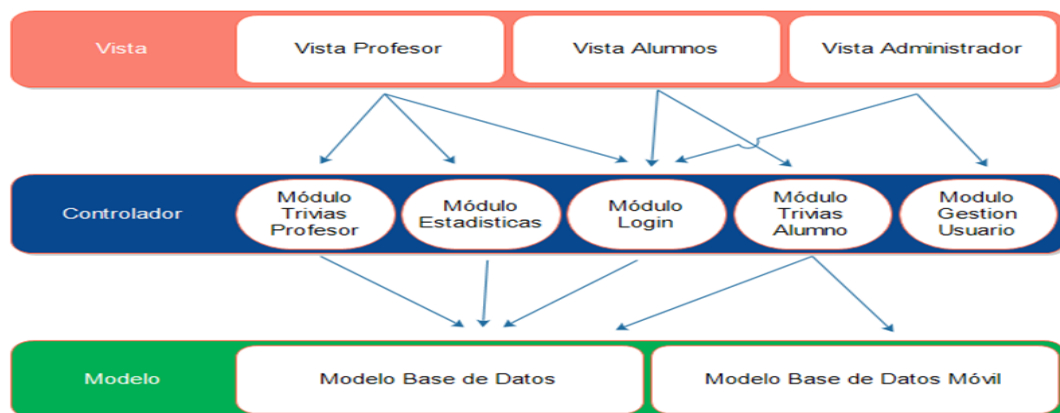 Vista
Vista Profesor
Vista Alumnos
Vista Administrador
Controlador
Módulo
Trivias
Profesor
Módulo
Estadisticas
Módulo
Login
Módulo
Trivias
Alumno
Modulo
Gestion
Usuario
Modelo
Modelo Base de Datos
Modelo Base de Datos Móvil